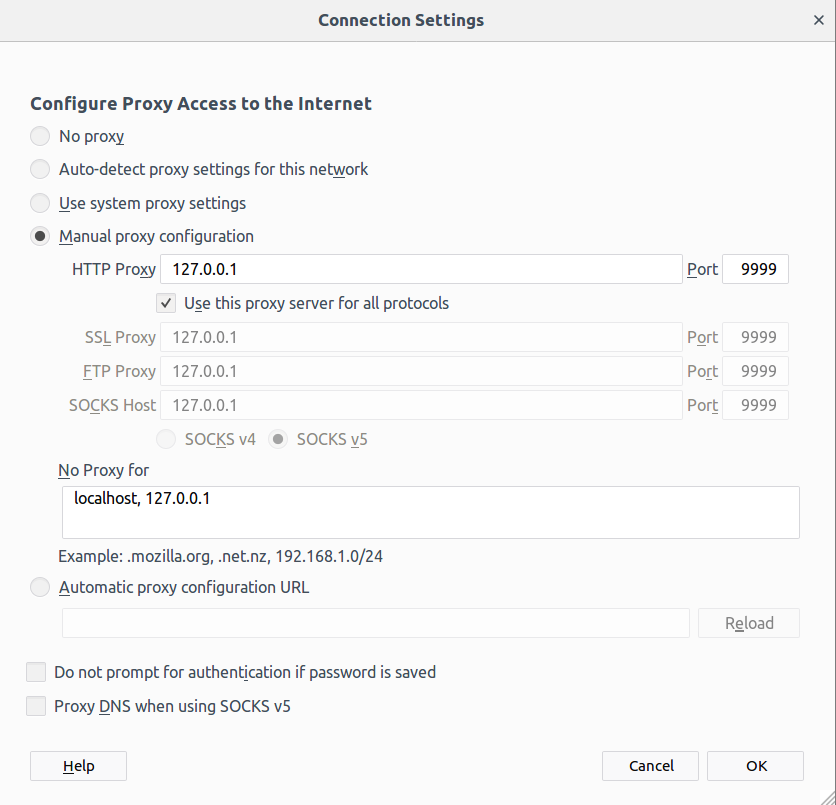 Connection Settings
Configure Proxy Access to the Internet
No proxy
Auto-detect proxy settings for this network
Use system proxy settings
Manual proxy configuration
HTTP Proxy 127.0.0.1 Port 9999
Use this proxy server for all protocols
SSL Proxy 127.0.0.1 Port 9999
FTP Proxy 127.0.0.1 Port 9999
SOCKS Host 127.0.0.1 Port 9999
SOCKS v4 SOCKS v5
No Proxy for
localhost, 127.0.0.1
Example: .mozilla.org, .net.nz, 192.168.1.0/24
Automatic proxy configuration URL
Reload
Do not prompt for authentication if password is saved
Proxy DNS when using SOCKS v5
Help Cancel OK